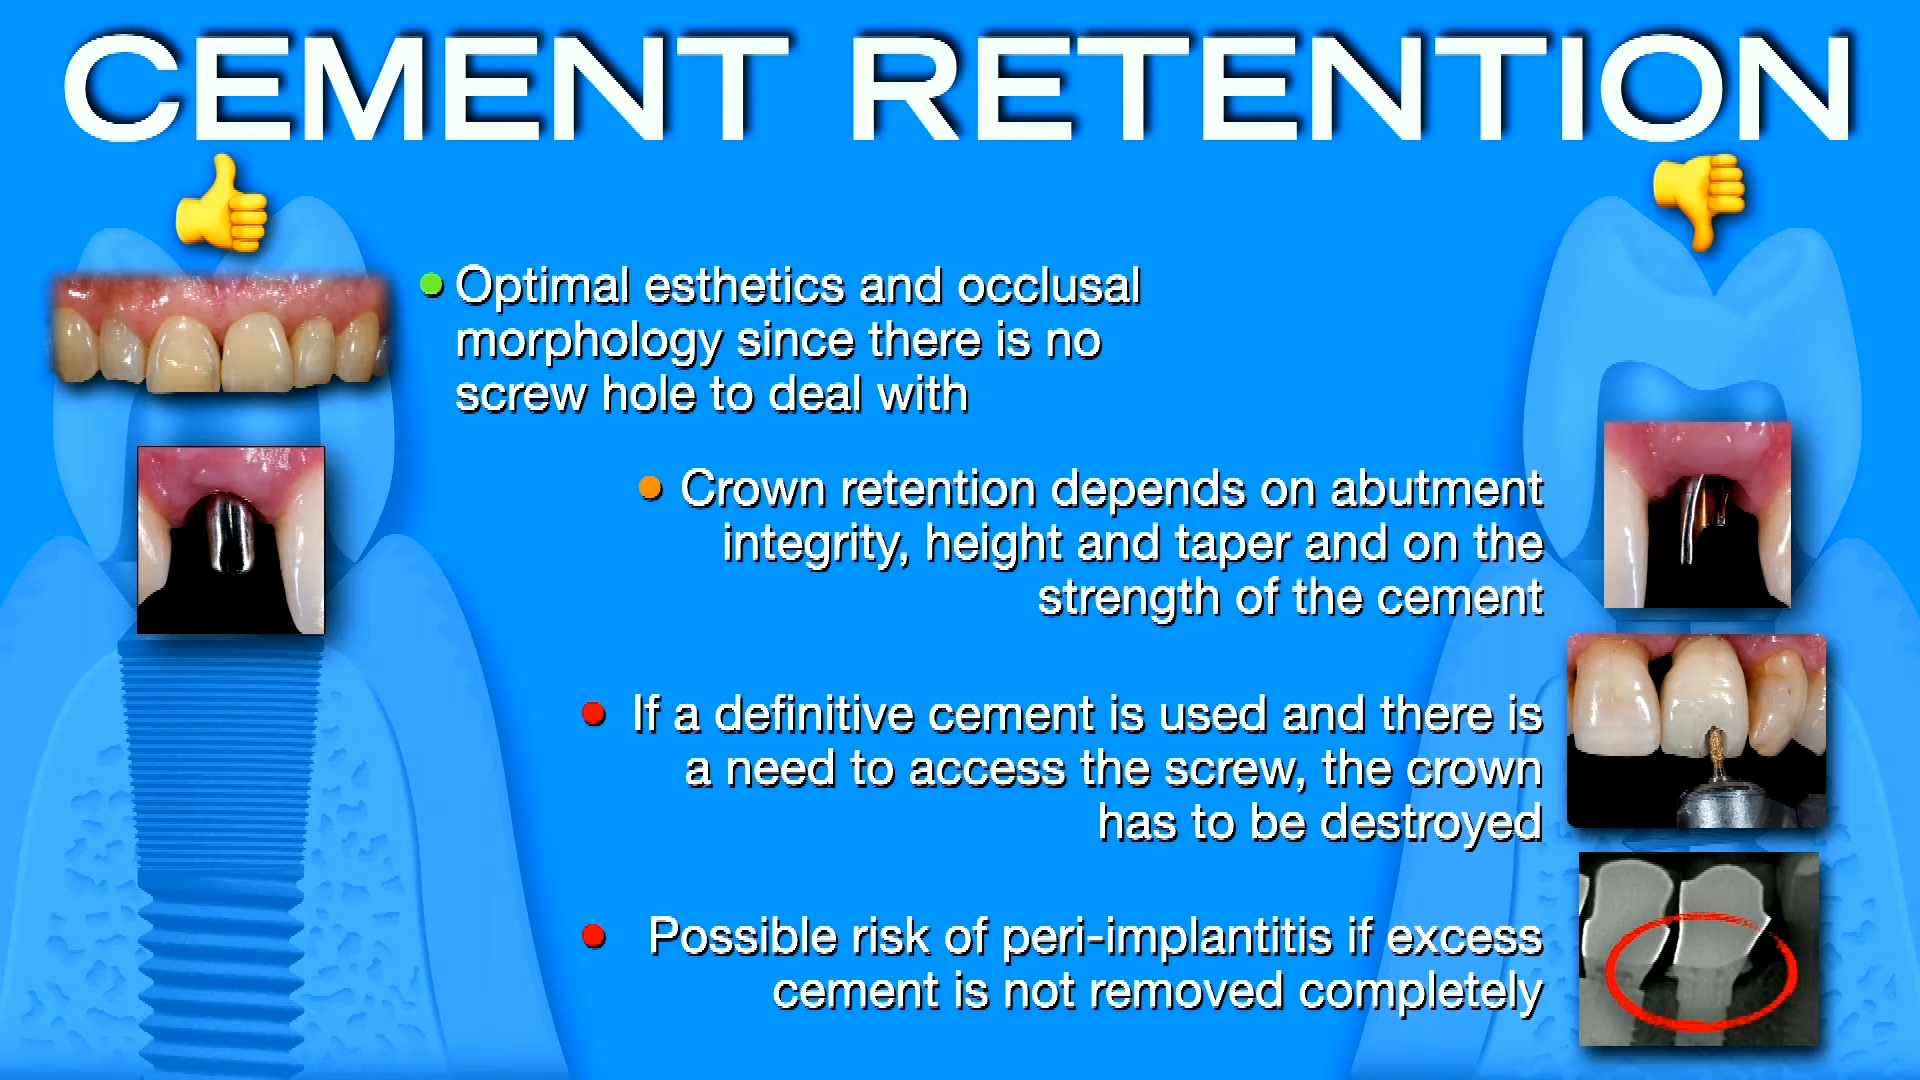 CEMENT RETENTION
• Optimal esthetics and occlusal
morphology since there is no
screw hole to deal with
• Crown retention depends on abutment
integrity, height and taper and on the
strength of the cement
• If a definitive cement is used and there is
a need to access the screw, the crown
has to be destroyed
• Possible risk of peri-implantitis if excess
cement is not removed completely